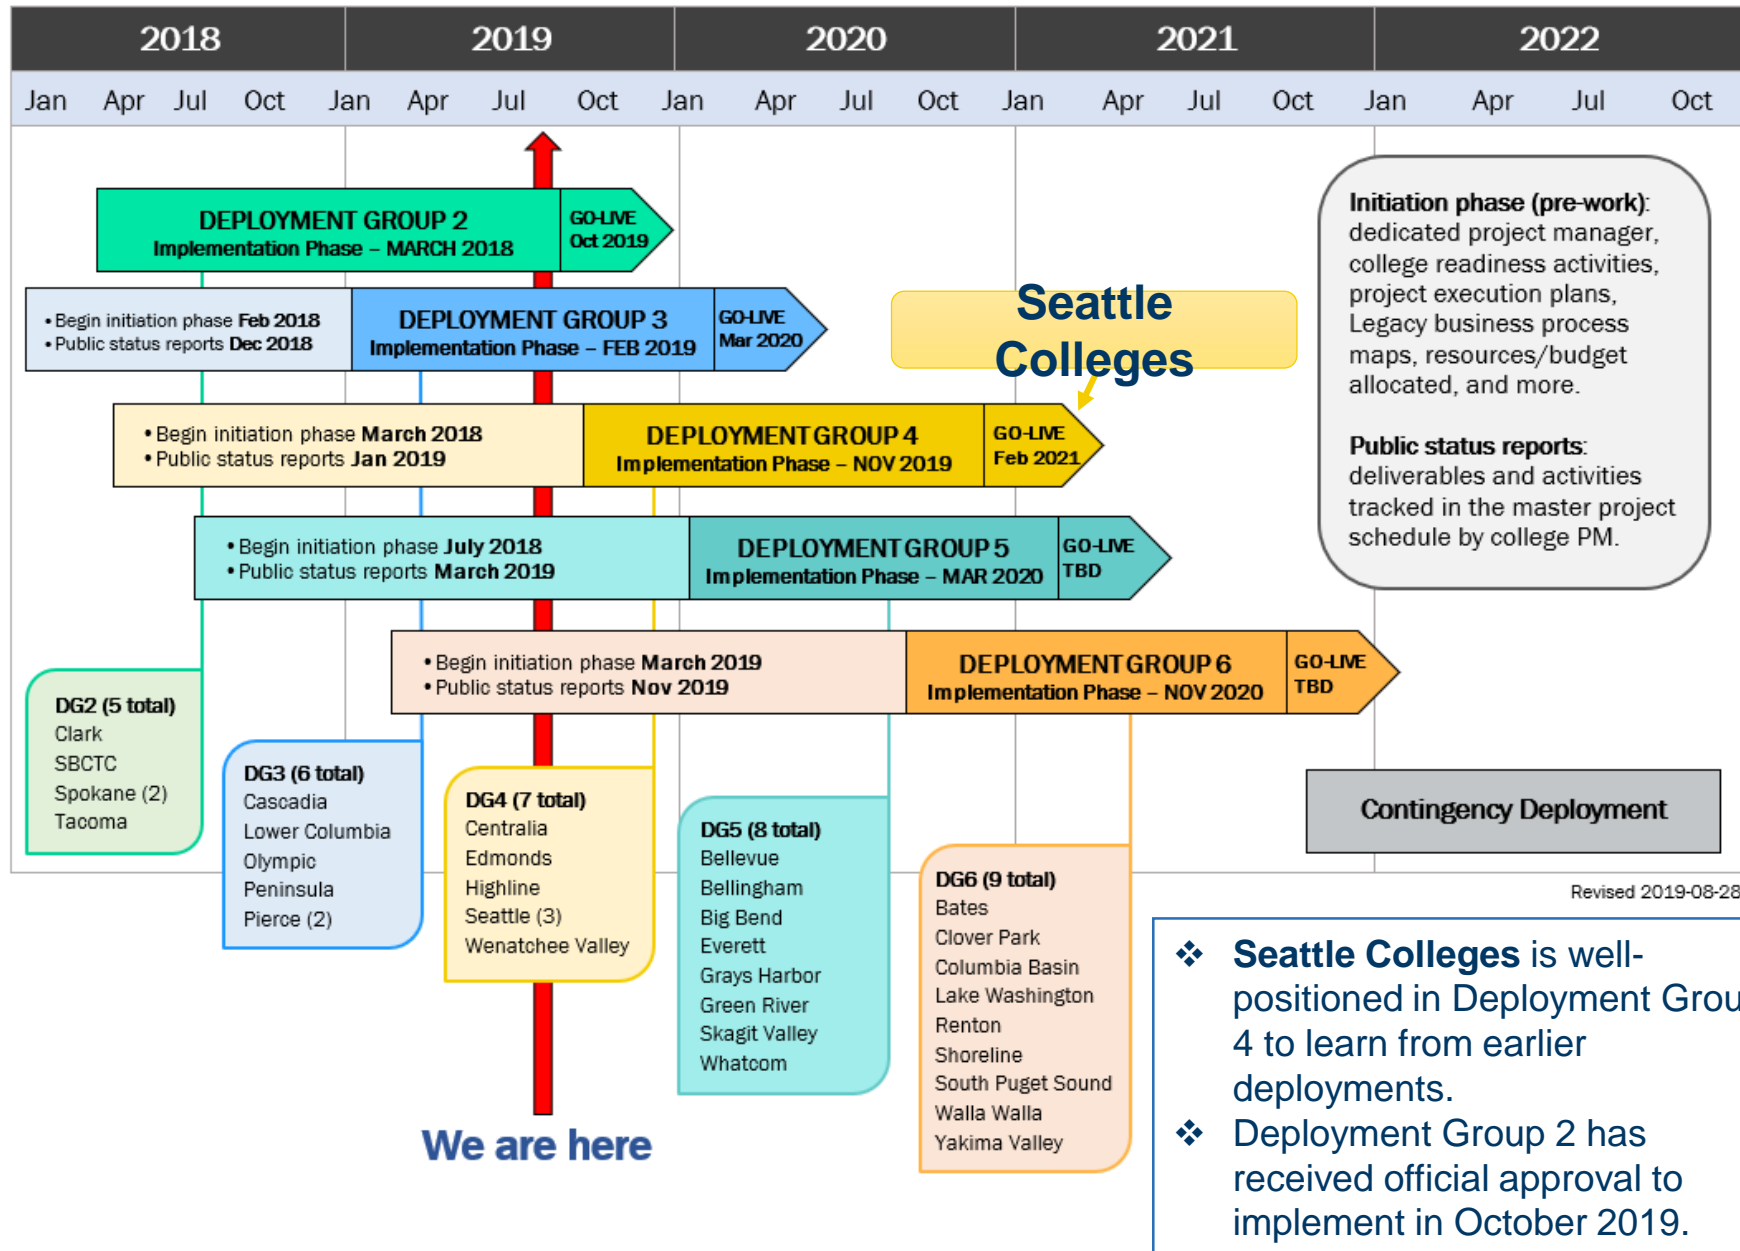 2018 2019 2020 2021 2022
Jan Apr Jul Oct Jan Apr Jul Oct Jan Apr Jul Oct Jan Apr Jul Oct Jan Apr Jul Oct
DEPLOYMENT GROUP 2
Implementation Phase – MARCH 2018
GO-LIVE
Oct 2019
• Begin initiation phase Feb 2018
• Public status reports Dec 2018
DEPLOYMENT GROUP 3
Implementation Phase – FEB 2019
GO-LIVE
Mar 2020
Seattle
Colleges
• Begin initiation phase March 2018
• Public status reports Jan 2019
DEPLOYMENT GROUP 4
Implementation Phase – NOV 2019
GO-LIVE
Feb 2021
• Begin initiation phase July 2018
• Public status reports March 2019
DEPLOYMENT GROUP 5
Implementation Phase – MAR 2020
GO-LIVE
TBD
• Begin initiation phase March 2019
• Public status reports Nov 2019
DEPLOYMENT GROUP 6
Implementation Phase – NOV 2020
GO-LIVE
TBD
Initiation phase (pre-work):
dedicated project manager,
college readiness activities,
project execution plans,
Legacy business process
maps, resources/budget
allocated, and more.
Public status reports:
deliverables and activities
tracked in the master project
schedule by college PM.
DG2 (5 total)
Clark
SBCTC
Spokane (2)
Tacoma
DG3 (6 total)
Cascadia
Lower Columbia
Olympic
Peninsula
Pierce (2)
DG4 (7 total)
Centralia
Edmonds
Highline
Seattle (3)
Wenatchee Valley
DG5 (8 total)
Bellevue
Bellingham
Big Bend
Everett
Grays Harbor
Green River
Skagit Valley
Whatcom
DG6 (9 total)
Bates
Clover Park
Columbia Basin
Lake Washington
Renton
Shoreline
South Puget Sound
Walla Walla
Yakima Valley
Contingency Deployment
Revised 2019-08-28
We are here
❖ Seattle Colleges is well-
positioned in Deployment Grou
4 to learn from earlier
deployments.
❖ Deployment Group 2 has
received official approval to
implement in October 2019.